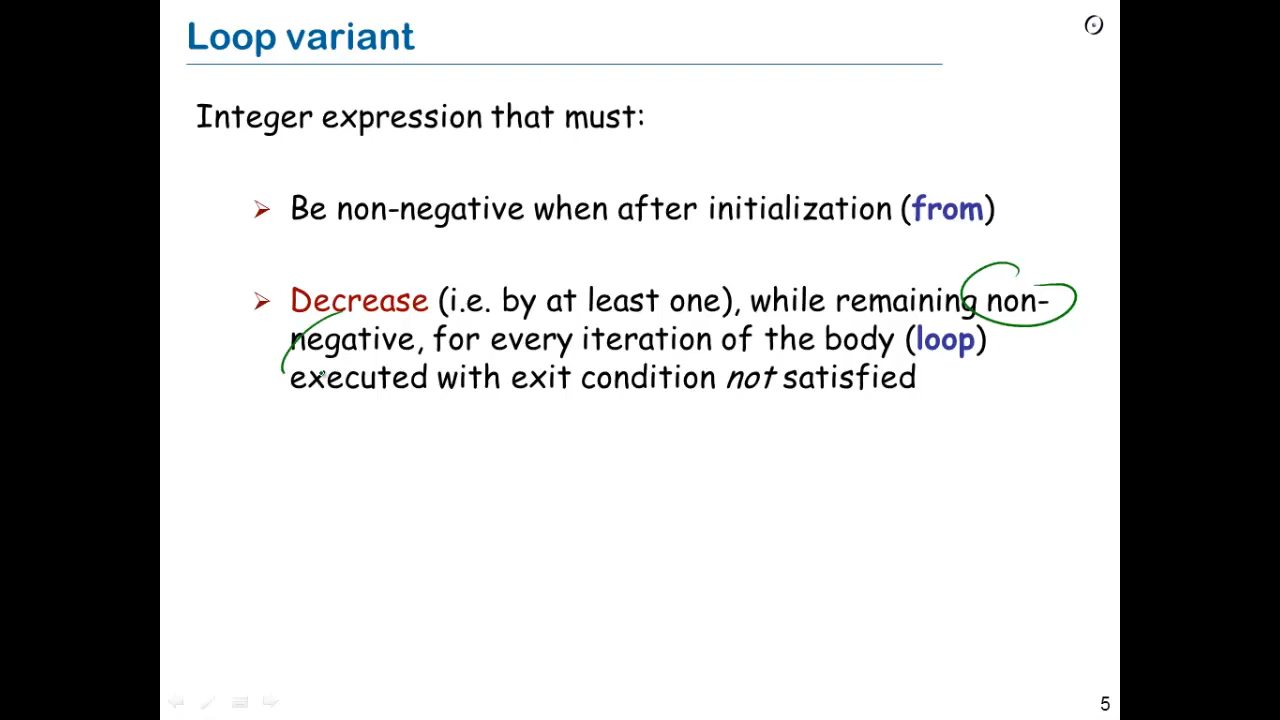 Loop variant
Integer expression that must:
➢ Be non-negative when after initialization (from)
➢ Decrease (i.e. by at least one), while remaining non-
negative, for every iteration of the body (loop)
executed with exit condition not satisfied
5